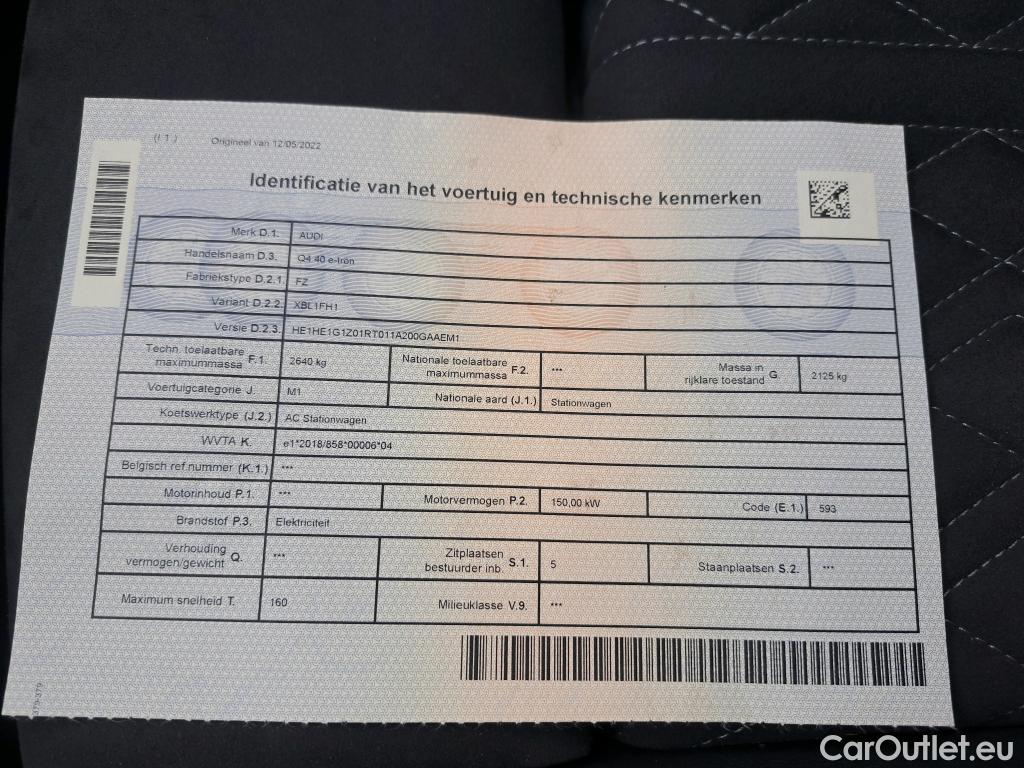 (I 1 ) Origineel van 12/05/2022
Identificatie van het voertuig en technische kenmerken
Merk D.1. AUDI
Handelsnaam D.3. Q4 40 e-tron
Fabriekstype D.2.1. FZ
Variant D.2.2. XBL1FH1
Versie D.2.3. HE1HE1G1Z01RT011A200GAAEM1
Techn. toelaatbare maximummassa F.1. 2640 kg Nationale toelaatbare maximummassa F.2. *** Massa in rijklare toestand G. 2125 kg
Voertuigcategorie J. M1 Nationale aard (J.1.) Stationwagen
Koetswerktype (J.2.) AC Stationwagen
WVTA K. e1*2018/858*00006*04
Belgisch ref nummer (K.1.) ***
Motorinhoud P.1. *** Motorvermogen P.2. 150,00 kW Code (E.1.) 593
Brandstof P.3. Elektriciteit
Verhouding vermogen/gewicht Q. *** Zitplaatsen bestuurder inb. S.1. 5 Staanplaatsen S.2. ***
Maximum snelheid T. 160 Milieuklasse V.9. ***
373-379
CarOutlet.eu